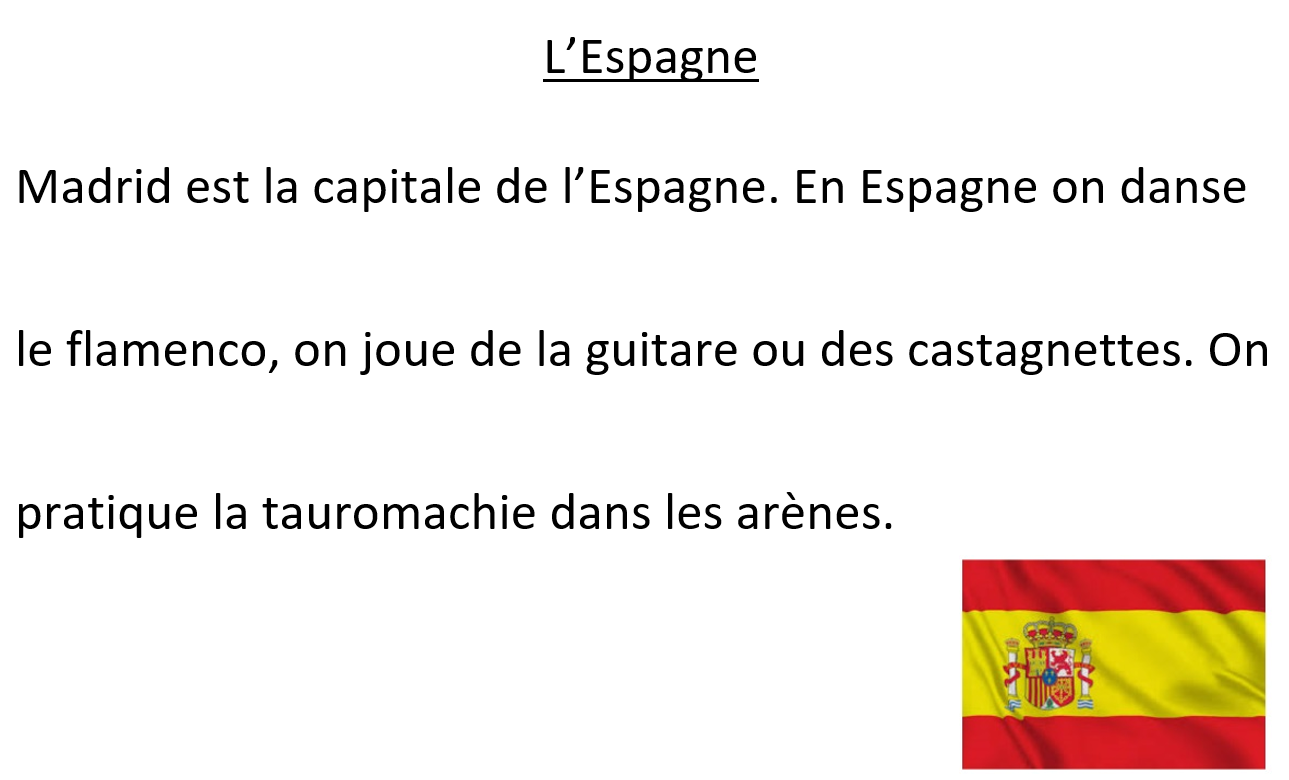 L’Espagne
Madrid est la capitale de l’Espagne. En Espagne on danse
le flamenco, on joue de la guitare ou des castagnettes. On
pratique la tauromachie dans les arènes.